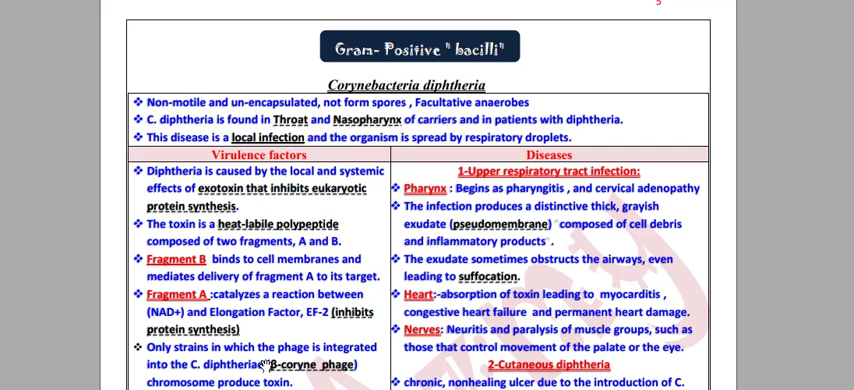 5
Gram- Positive " bacilli"
Corynebacteria diphtheria
❖ Non-motile and un-encapsulated, not form spores , Facultative anaerobes
❖ C. diphtheria is found in Throat and Nasopharynx of carriers and in patients with diphtheria.
❖ This disease is a local infection and the organism is spread by respiratory droplets.
Virulence factors
❖ Diphtheria is caused by the local and systemic
effects of exotoxin that inhibits eukaryotic
protein synthesis.
❖ The toxin is a heat-labile polypeptide
composed of two fragments, A and B.
❖ Fragment B binds to cell membranes and
mediates delivery of fragment A to its target.
❖ Fragment A :catalyzes a reaction between
(NAD+) and Elongation Factor, EF-2 (inhibits
protein synthesis)
❖ Only strains in which the phage is integrated
into the C. diphtheria β-coryne phage)
chromosome produce toxin.
Diseases
1-Upper respiratory tract infection:
❖ Pharynx : Begins as pharyngitis , and cervical adenopathy
❖ The infection produces a distinctive thick, grayish
exudate (pseudomembrane) "composed of cell debris
and inflammatory products".
❖ The exudate sometimes obstructs the airways, even
leading to suffocation.
❖ Heart:-absorption of toxin leading to myocarditis ,
congestive heart failure and permanent heart damage.
❖ Nerves: Neuritis and paralysis of muscle groups, such as
those that control movement of the palate or the eye.
2-Cutaneous diphtheria
❖ chronic, nonhealing ulcer due to the introduction of C.